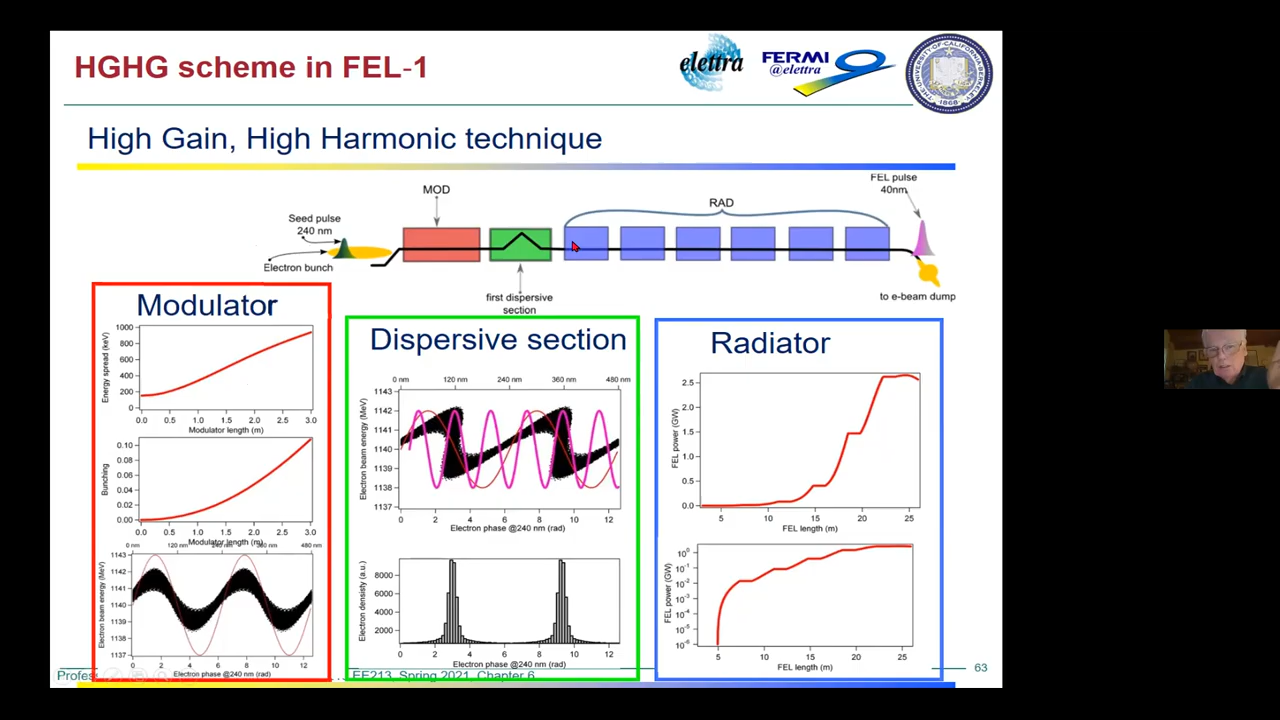 HGHG scheme in FEL-1
elettra
FERMI
@elettra
High Gain, High Harmonic technique
FEL pulse
40nm
MOD
RAD
Seed pulse
240 nm
Electron bunch
first dispersive
section
to e-beam dump
Modulator
Energy spread (keV)
1000
800
600
400
200
0
0.0 0.5 1.0 1.5 2.0 2.5 3.0
Modulator length (m)
Bunching
0.10
0.08
0.06
0.04
0.02
0.00
0.0 0.5 1.0 1.5 2.0 2.5 3.0
Modulator length (m)
0 nm 120 nm 360 nm 480 nm
Electron beam energy (MeV)
1143
1142
1141
1140
1139
1138
1137
0 2 4 6 8 10 12
Electron phase @240 nm (rad)
Dispersive section
0 nm 120 nm 240 nm 360 nm 480 nm
Electron beam energy (MeV)
1143
1142
1141
1140
1139
1138
1137
0 2 4 6 8 10 12
Electron phase @240 nm (rad)
Electron densisty (a.u.)
8000
6000
4000
2000
0 2 4 6 8 10 12
Electron phase @240 nm (rad)
Radiator
FEL power (GW)
2.5
2.0
1.5
1.0
0.5
0.0
5 10 15 20 25
FEL length (m)
FEL power (GW)
10⁰
10⁻¹
10⁻²
10⁻³
10⁻⁴
10⁻⁵
10⁻⁶
5 10 15 20 25
FEL length (m)
EE213, Spring 2021, Chapter 6
63